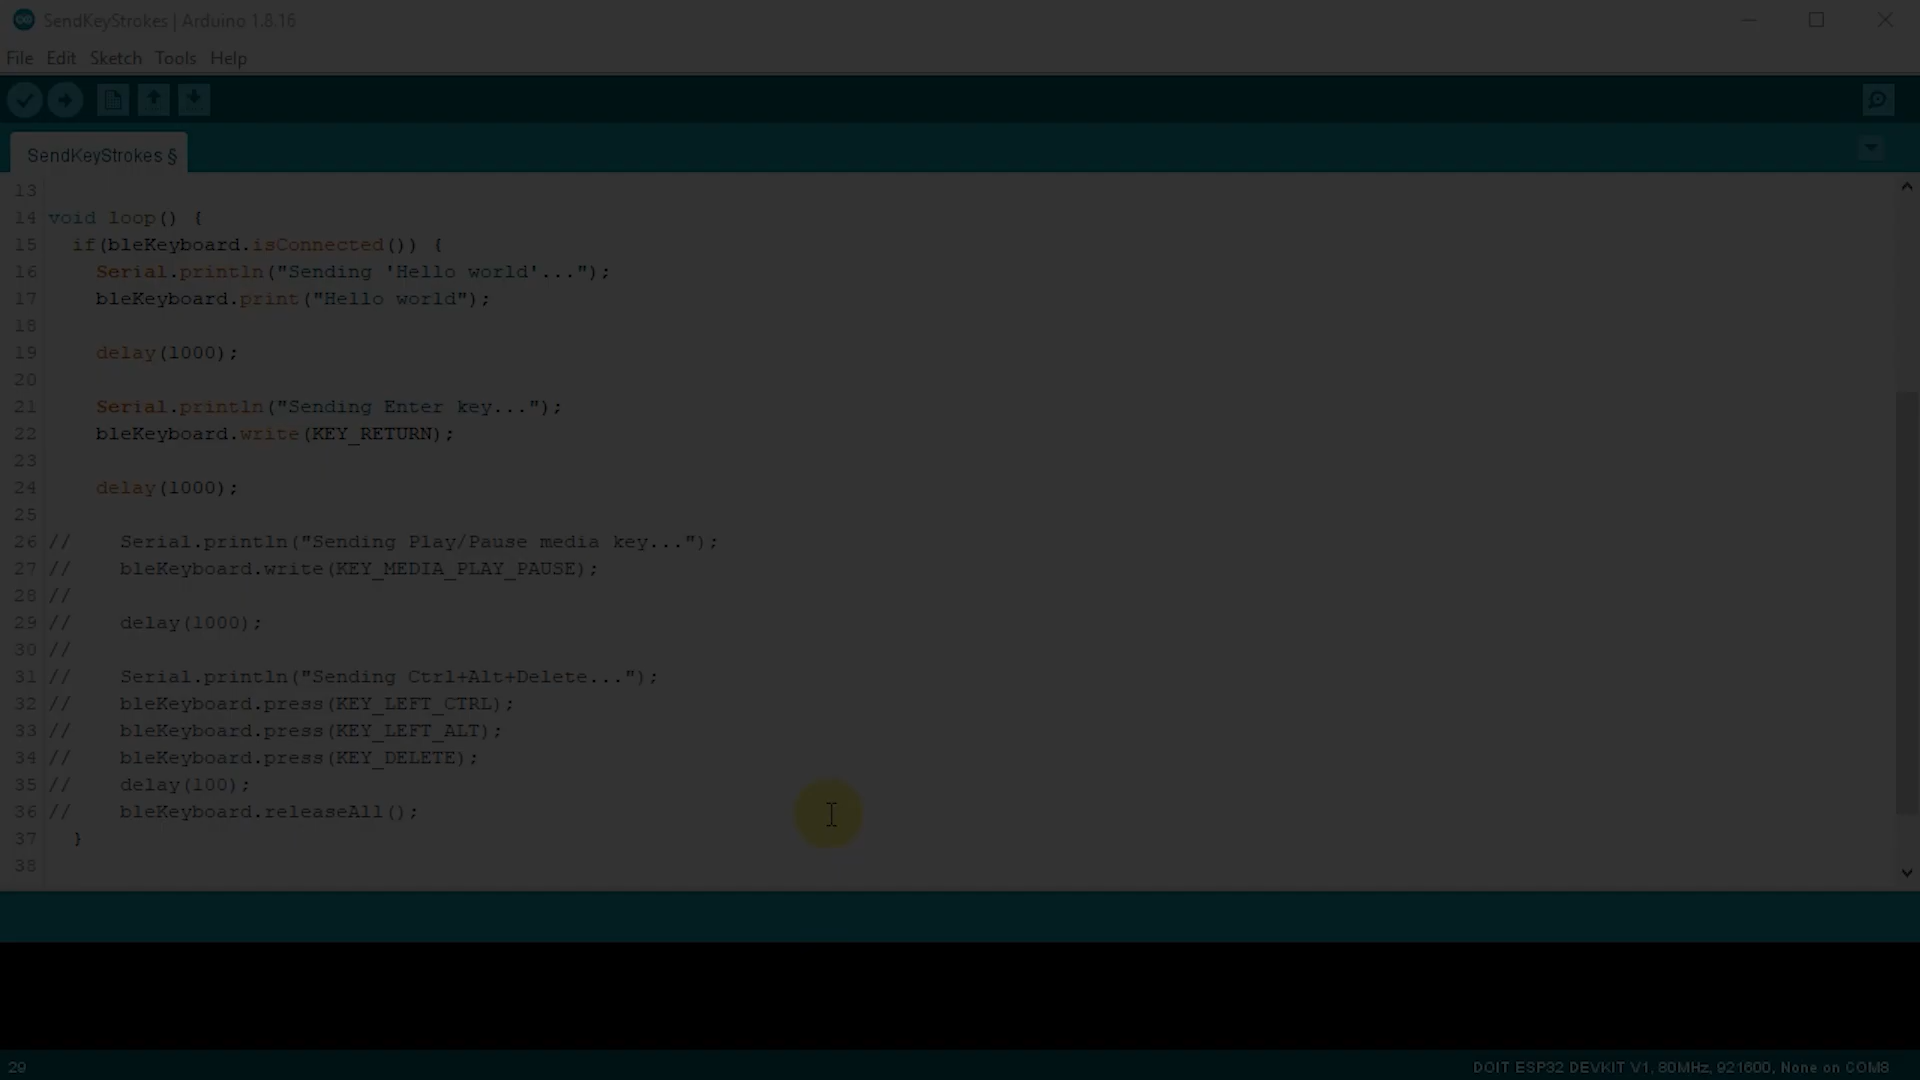 SendKeyStrokes | Arduino 1.8.16
File Edit Sketch Tools Help
SendKeyStrokes §
13
14 void loop() {
15 if(bleKeyboard.isConnected()) {
16 Serial.println("Sending 'Hello world'...");
17 bleKeyboard.print("Hello world");
18
19 delay(1000);
20
21 Serial.println("Sending Enter key...");
22 bleKeyboard.write(KEY_RETURN);
23
24 delay(1000);
25
26 // Serial.println("Sending Play/Pause media key...");
27 // bleKeyboard.write(KEY_MEDIA_PLAY_PAUSE);
28 //
29 // delay(1000);
30 //
31 // Serial.println("Sending Ctrl+Alt+Delete...");
32 // bleKeyboard.press(KEY_LEFT_CTRL);
33 // bleKeyboard.press(KEY_LEFT_ALT);
34 // bleKeyboard.press(KEY_DELETE);
35 // delay(100);
36 // bleKeyboard.releaseAll();
37 }
38
29 DOIT ESP32 DEVKIT V1, 80MHz, 921600, None on COM8